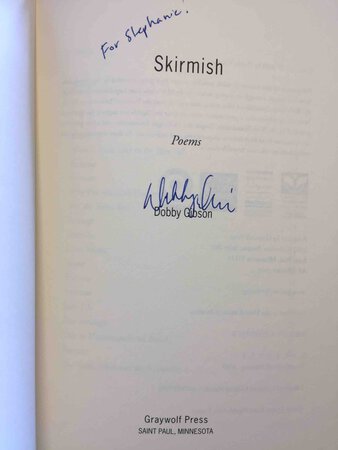 For Stephanie!
Skirmish
Poems
Dobby Gibson
Graywolf Press
SAINT PAUL, MINNESOTA